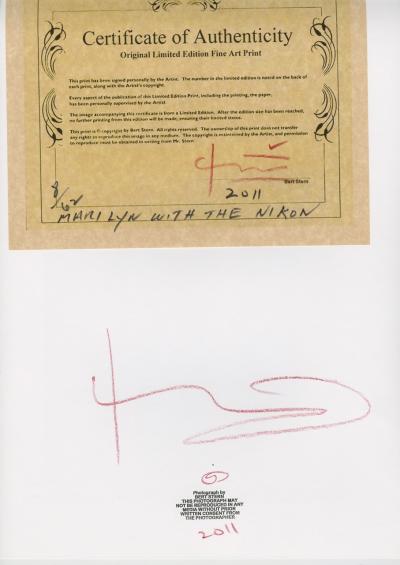 Certificate of Authenticity
Original Limited Edition Fine Art Print
This print has been signed personally by the Artist. The number in the limited edition is noted on the back
of each print, along with the Artist's copyright.
Every aspect of the publication of this Limited Edition Print, including the printing, the paper,
has been personally supervised by the Artist.
The image accompanying this certificate is from a Limited Edition. After the edition size has been reached,
no further printing from this edition will be made, ensuring their limited status.
This print is © copyright by Bert Stern. All rights reserved. The ownership of this print does not transfer
any rights to reproduce this image in any medium. The copyright is maintained by the Artist, and permission
to reproduce must be obtained in writing from Mr. Stern
Bert Stern
2011
MARILYN WITH THE NIKON
Photograph by
BERT STERN
THIS PHOTOGRAPH MAY
NOT BE REPRODUCED IN ANY
MEDIA WITHOUT PRIOR
WRITTEN CONSENT FROM
THE PHOTOGRAPHER
2011